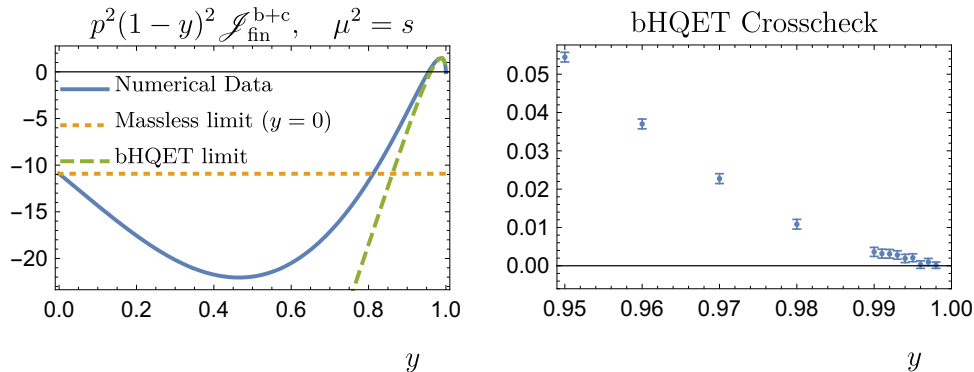 p²(1 − y)² 𝒥_fin^{b+c},   μ² = s
0
−5
−10
−15
−20
Numerical Data
Massless limit (y = 0)
bHQET limit
0.0 0.2 0.4 0.6 0.8 1.0
y
bHQET Crosscheck
0.05
0.04
0.03
0.02
0.01
0.00
0.95 0.96 0.97 0.98 0.99 1.00
y